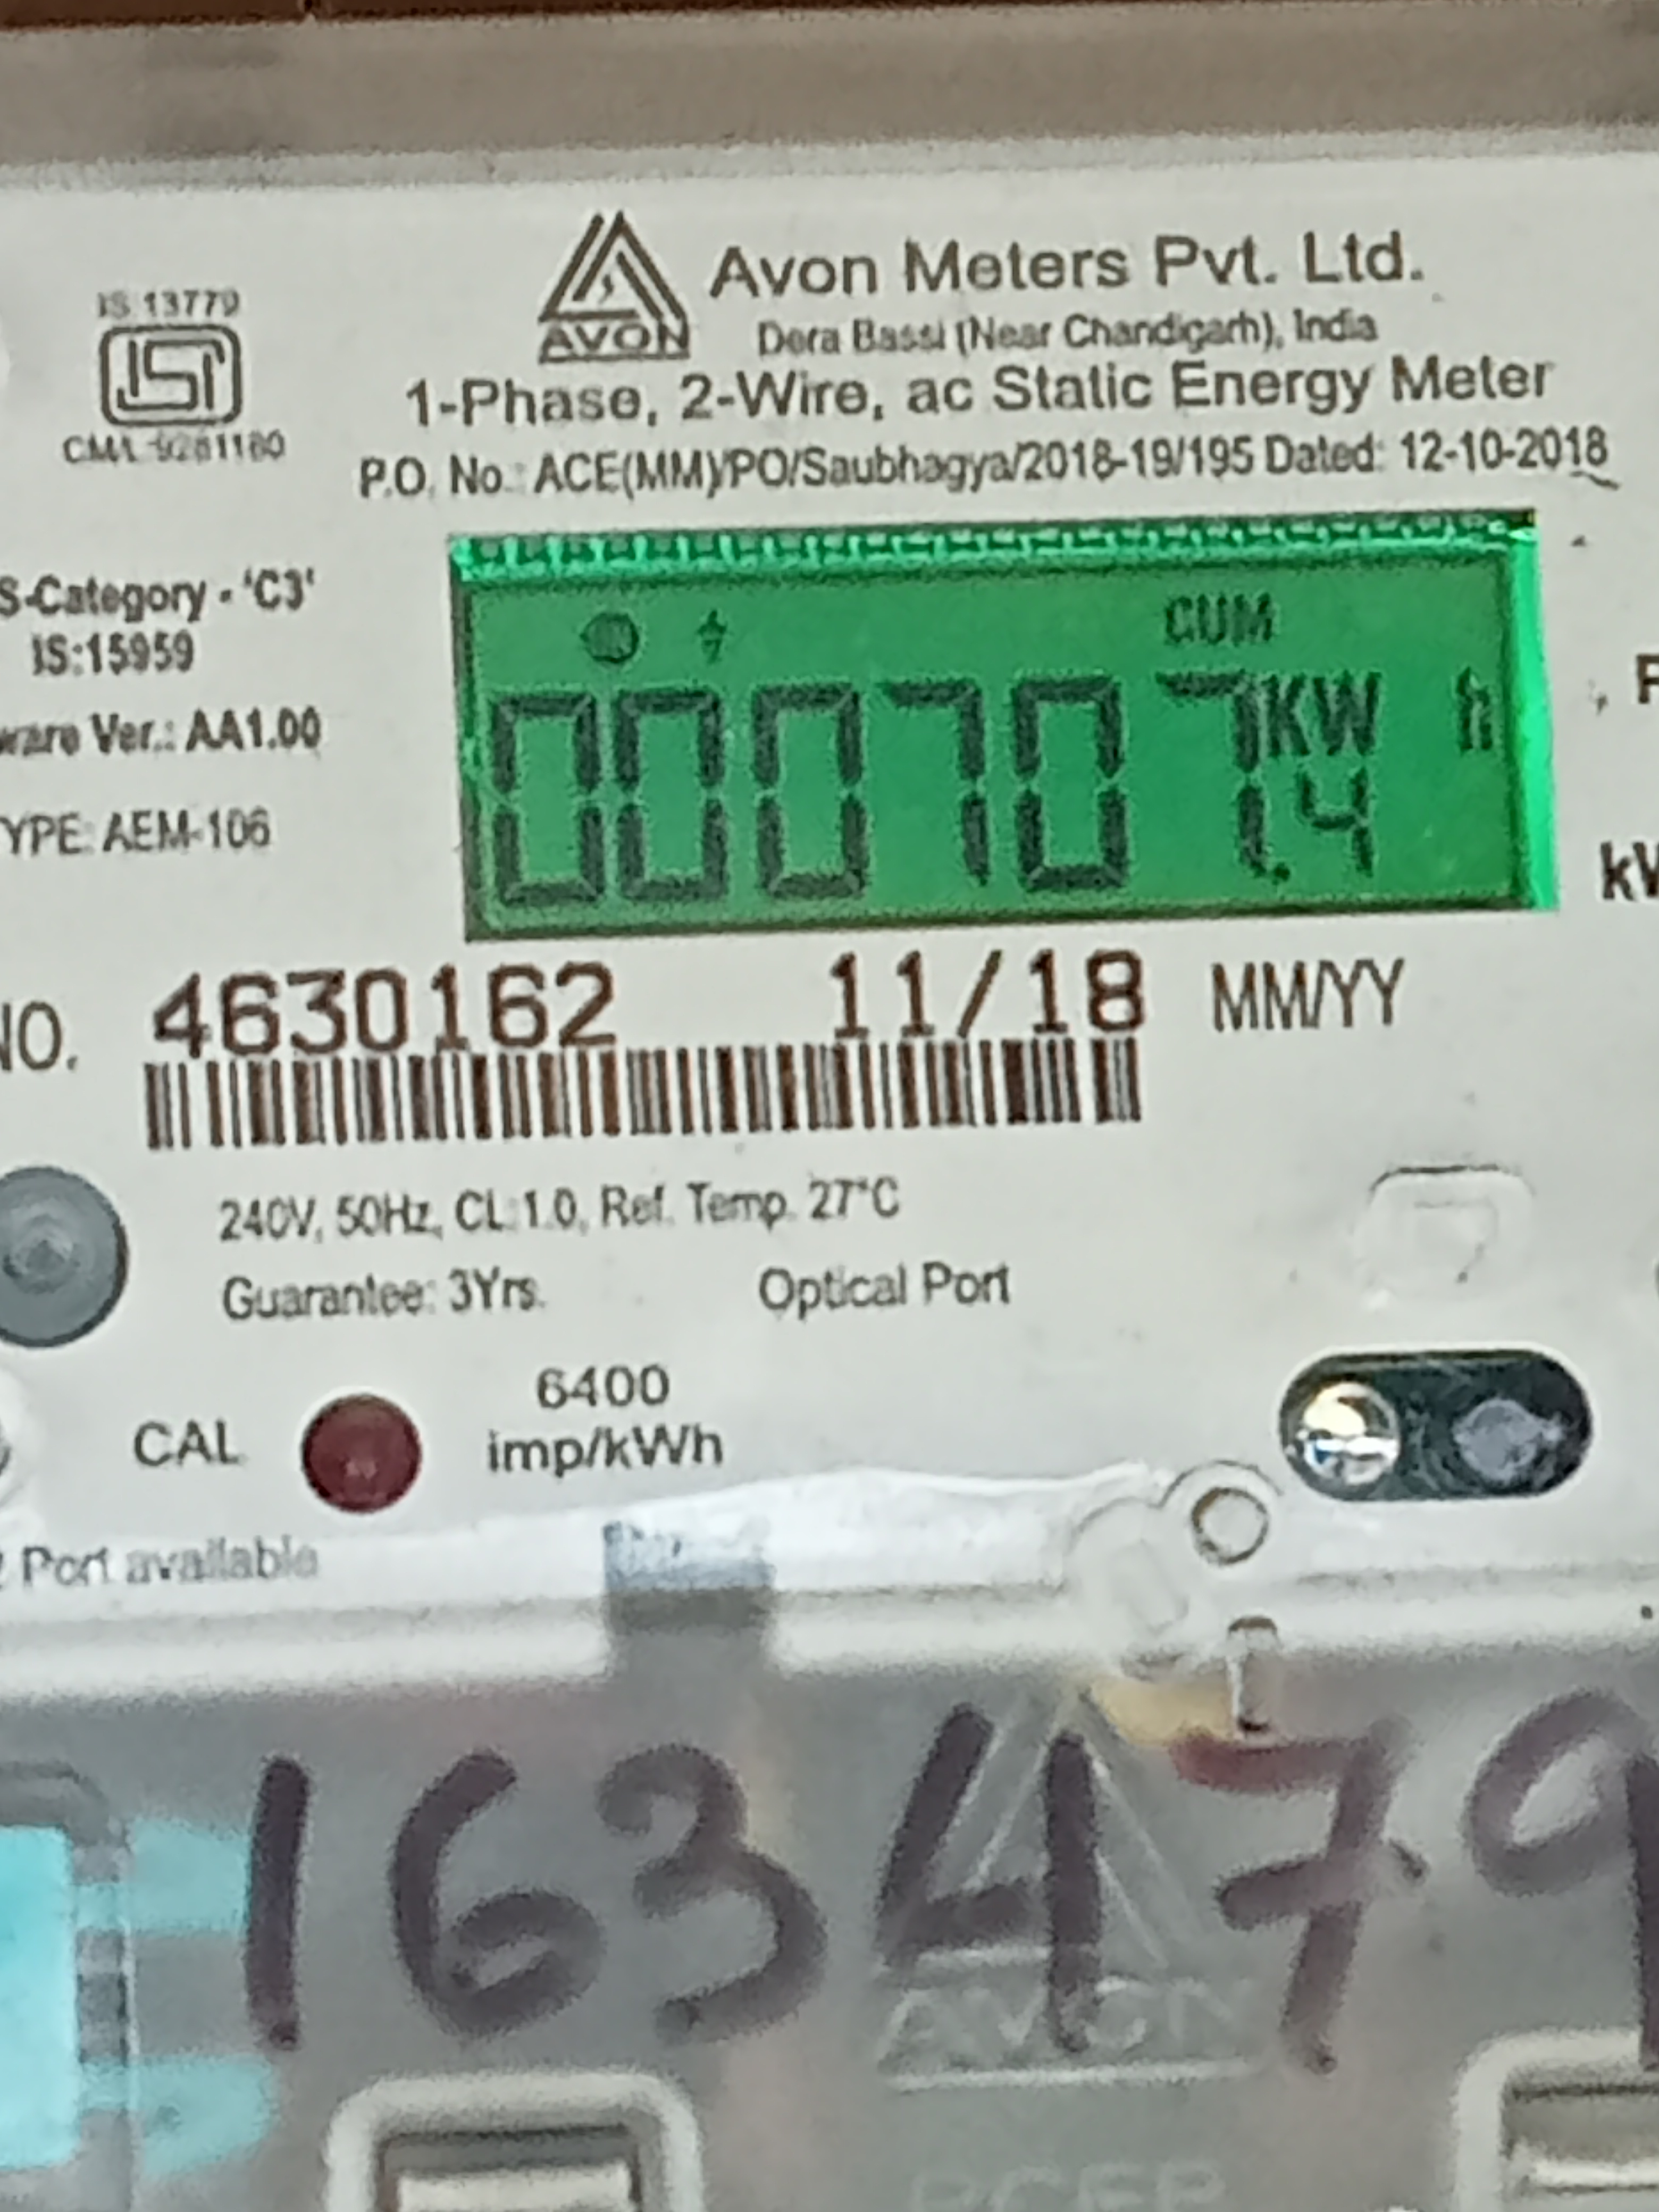 IS 13779
ISI
AVON
Avon Meters Pvt. Ltd.
Dera Bassi (Near Chandigarh), India
1-Phase, 2-Wire, ac Static Energy Meter
P.O. No.: ACE(MM)/PO/Saubhagya/2018-19/195 Dated: 12-10-2018
S-Category - 'C3'
IS:15959
ware Ver.: AA1.00
YPE: AEM-106
CUM
000707.4 KW h
NO. 4630162 11/18 MM/YY
240V, 50Hz, CL:1.0, Ref. Temp. 27°C
Guarantee: 3Yrs. Optical Port
CAL
6400
imp/kWh
Port available
163479
AVON